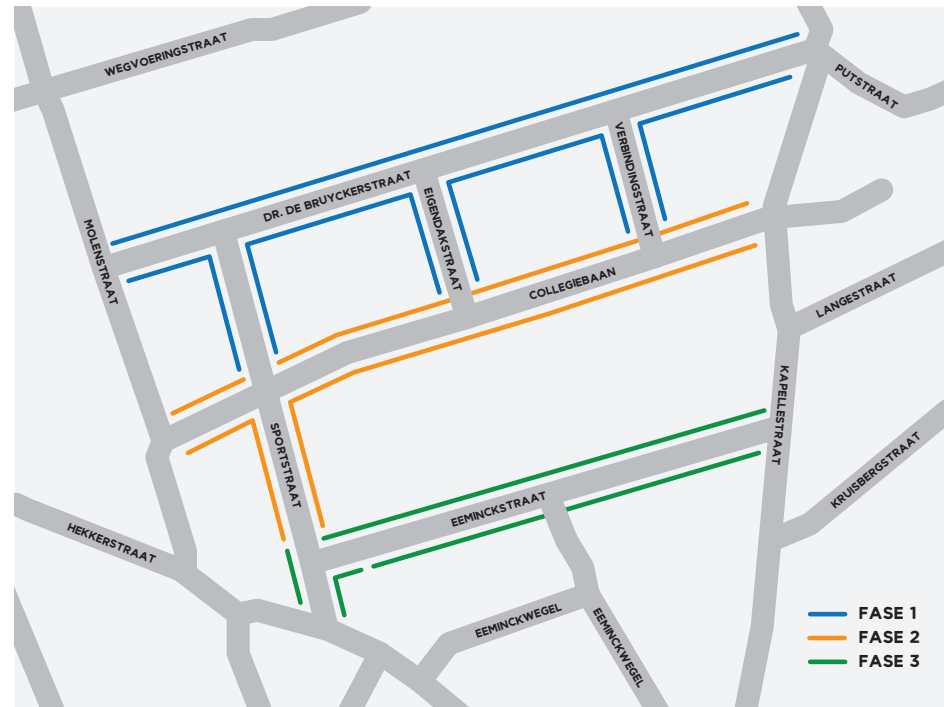 WEGVOERINGSTRAAT
PUTSTRAAT
VERBINDINGSTRAAT
DR. DE BRUYCKERSTRAAT
EIGENDAKSTRAAT
MOLENSTRAAT
COLLEGIEBAAN
LANGESTRAAT
KAPELLESTRAAT
SPORTSTRAAT
KRUISBERGSTRAAT
EEMINCKSTRAAT
HEKKERSTRAAT
EEMINCKWEGEL
EEMINCKWEGEL
FASE 1
FASE 2
FASE 3